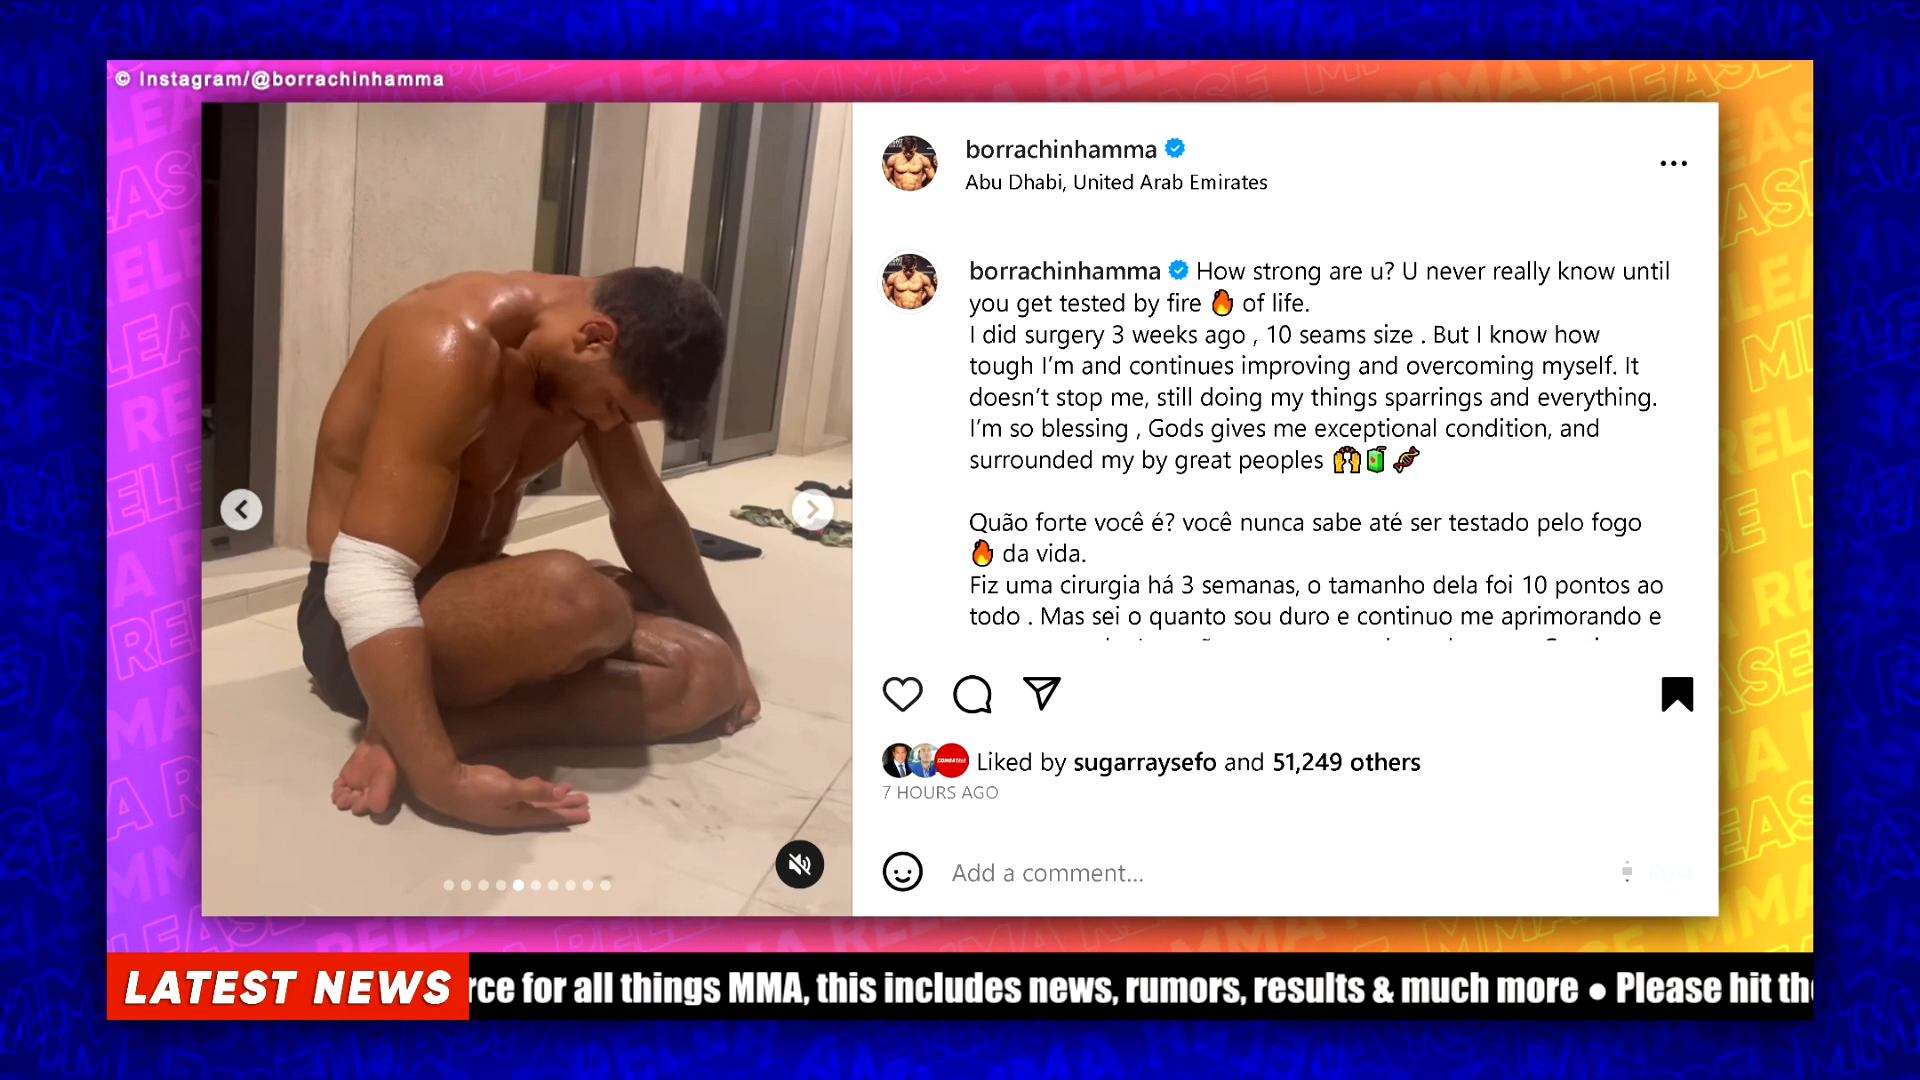 © Instagram/@borrachinhamma
borrachinhamma
Abu Dhabi, United Arab Emirates
borrachinhamma How strong are u? U never really know until
you get tested by fire 🔥 of life.
I did surgery 3 weeks ago , 10 seams size . But I know how
tough I'm and continues improving and overcoming myself. It
doesn't stop me, still doing my things sparrings and everything.
I'm so blessing , Gods gives me exceptional condition, and
surrounded my by great peoples 🙌🧃🧬
Quão forte você é? você nunca sabe até ser testado pelo fogo
🔥 da vida.
Fiz uma cirurgia há 3 semanas, o tamanho dela foi 10 pontos ao
todo . Mas sei o quanto sou duro e continuo me aprimorando e
COMBATE
Liked by sugarraysefo and 51,249 others
7 HOURS AGO
Add a comment...
Post
LATEST NEWS
rce for all things MMA, this includes news, rumors, results & much more ● Please hit the